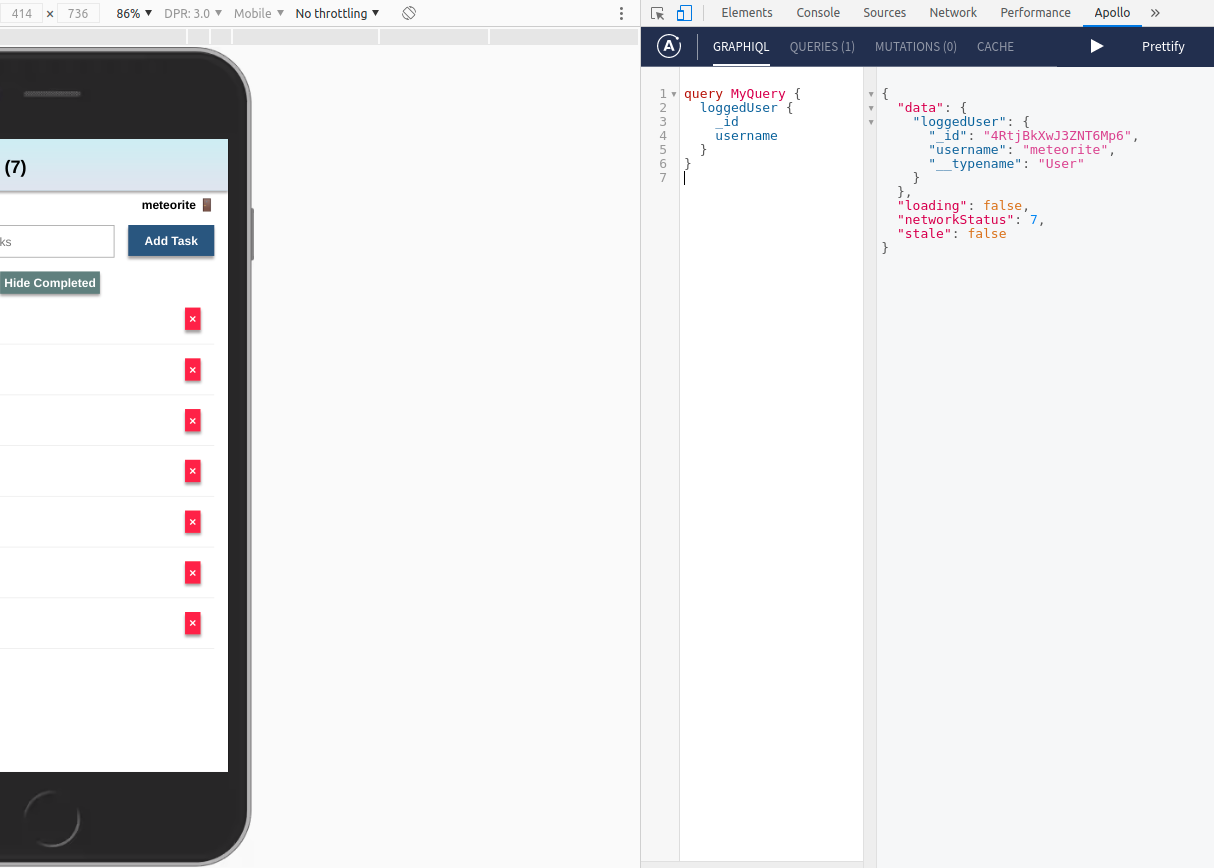 414 × 736 86% ▼ DPR: 3.0 ▼ Mobile ▼ No throttling ▼
Elements Console Sources Network Performance Apollo »
GRAPHIQL QUERIES (1) MUTATIONS (0) CACHE Prettify
(7)
meteorite
ks
Add Task
Hide Completed
×
×
×
×
×
×
×
1 query MyQuery {
2 loggedUser {
3 _id
4 username
5 }
6 }
7
{
"data": {
"loggedUser": {
"_id": "4RtjBkXwJ3ZNT6Mp6",
"username": "meteorite",
"__typename": "User"
}
},
"loading": false,
"networkStatus": 7,
"stale": false
}